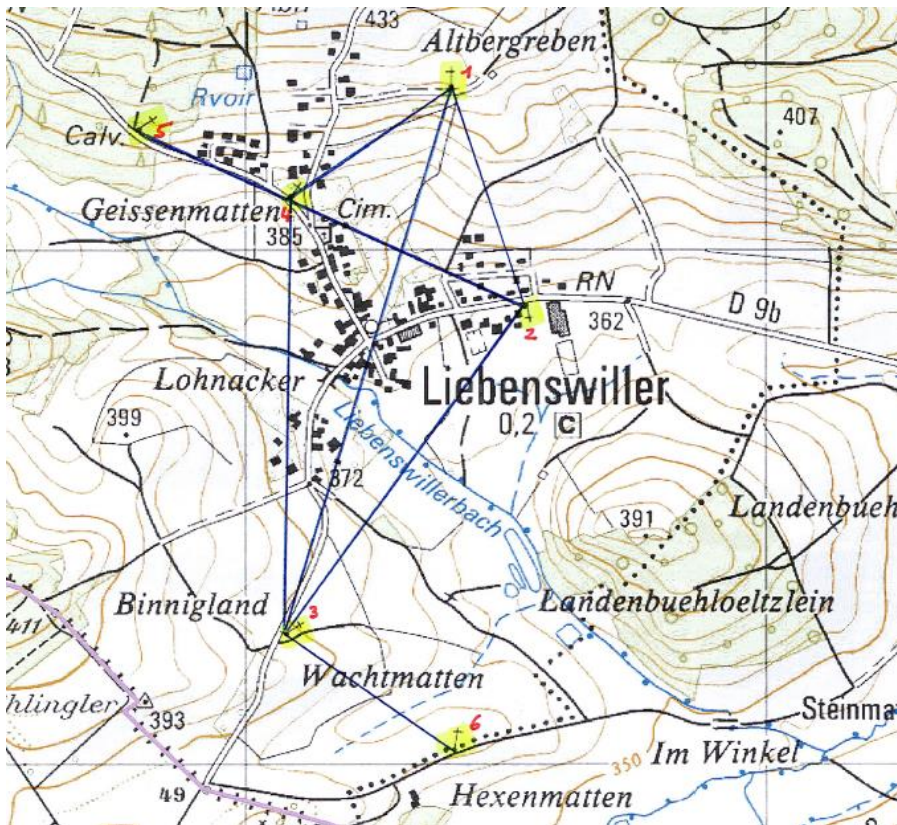 433
Altbergreben
1
Rvoir
407
Calv.
5
Geissenmatten
4
Cim.
385
RN
D 9b
2
362
Lohnacker
Liebenswiller
0,2 C
399
Liebenswillerbach
372
391
Landenbueh
Binnigland
3
Landenbuehloeltzlein
411
Wachtmatten
hlingler
393
6
Steinma
Im Winkel
350
49
Hexenmatten